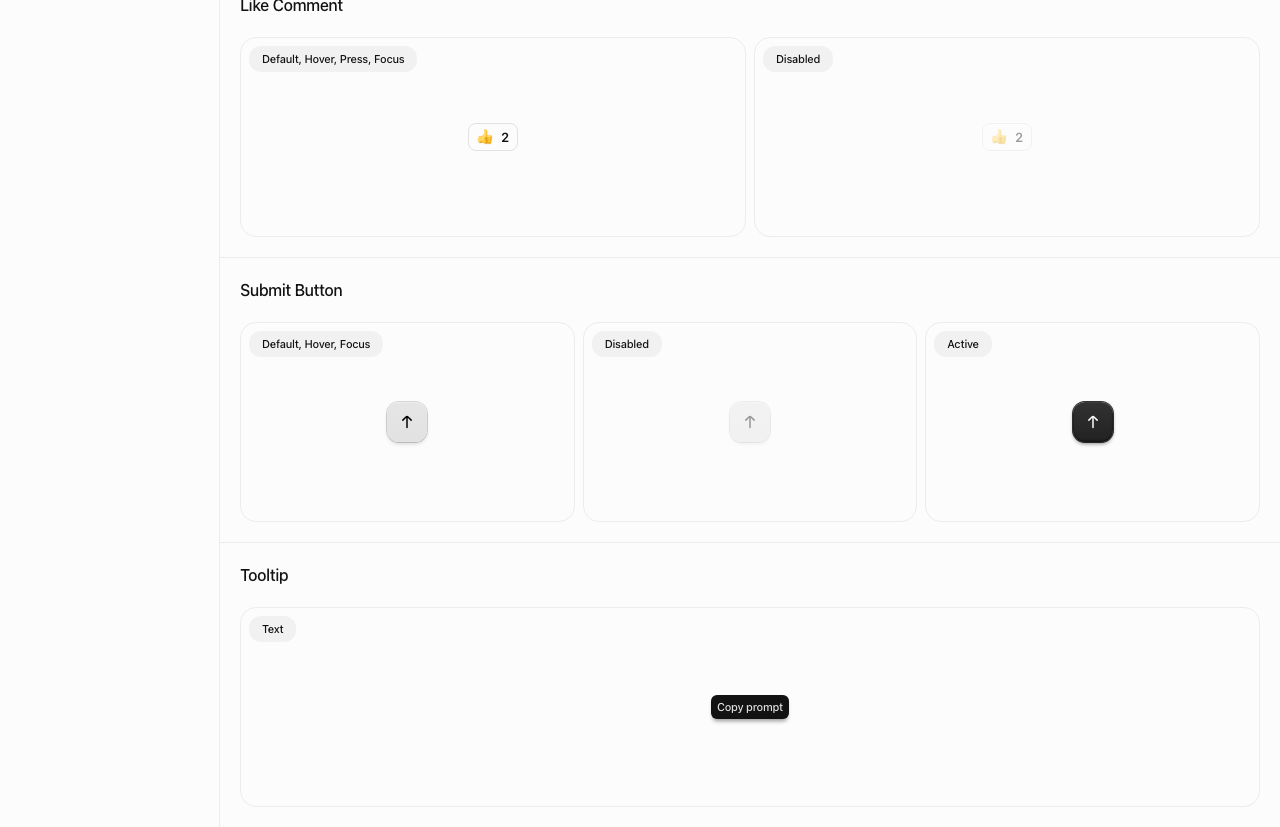 Like Comment
Default, Hover, Press, Focus
Disabled
👍 2
👍 2
Submit Button
Default, Hover, Focus
Disabled
Active
Tooltip
Text
Copy prompt